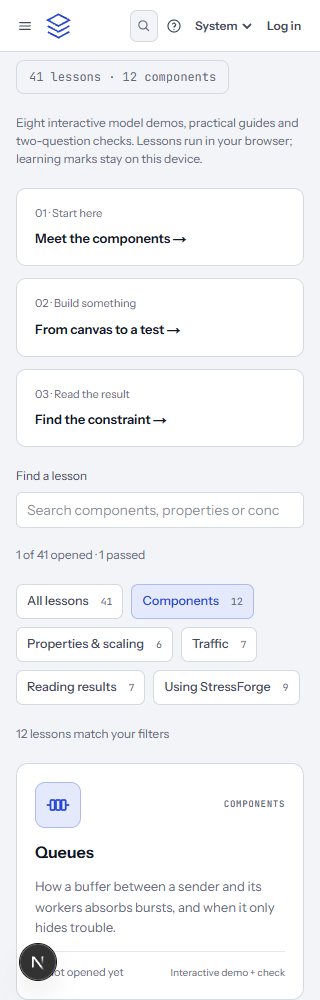 System
Log in
41 lessons · 12 components
Eight interactive model demos, practical guides and
two-question checks. Lessons run in your browser;
learning marks stay on this device.
01 · Start here
Meet the components →
02 · Build something
From canvas to a test →
03 · Read the result
Find the constraint →
Find a lesson
Search components, properties or conc
1 of 41 opened · 1 passed
All lessons 41
Components 12
Properties & scaling 6
Traffic 7
Reading results 7
Using StressForge 9
12 lessons match your filters
COMPONENTS
Queues
How a buffer between a sender and its
workers absorbs bursts, and when it only
hides trouble.
N
opened yet
Interactive demo + check